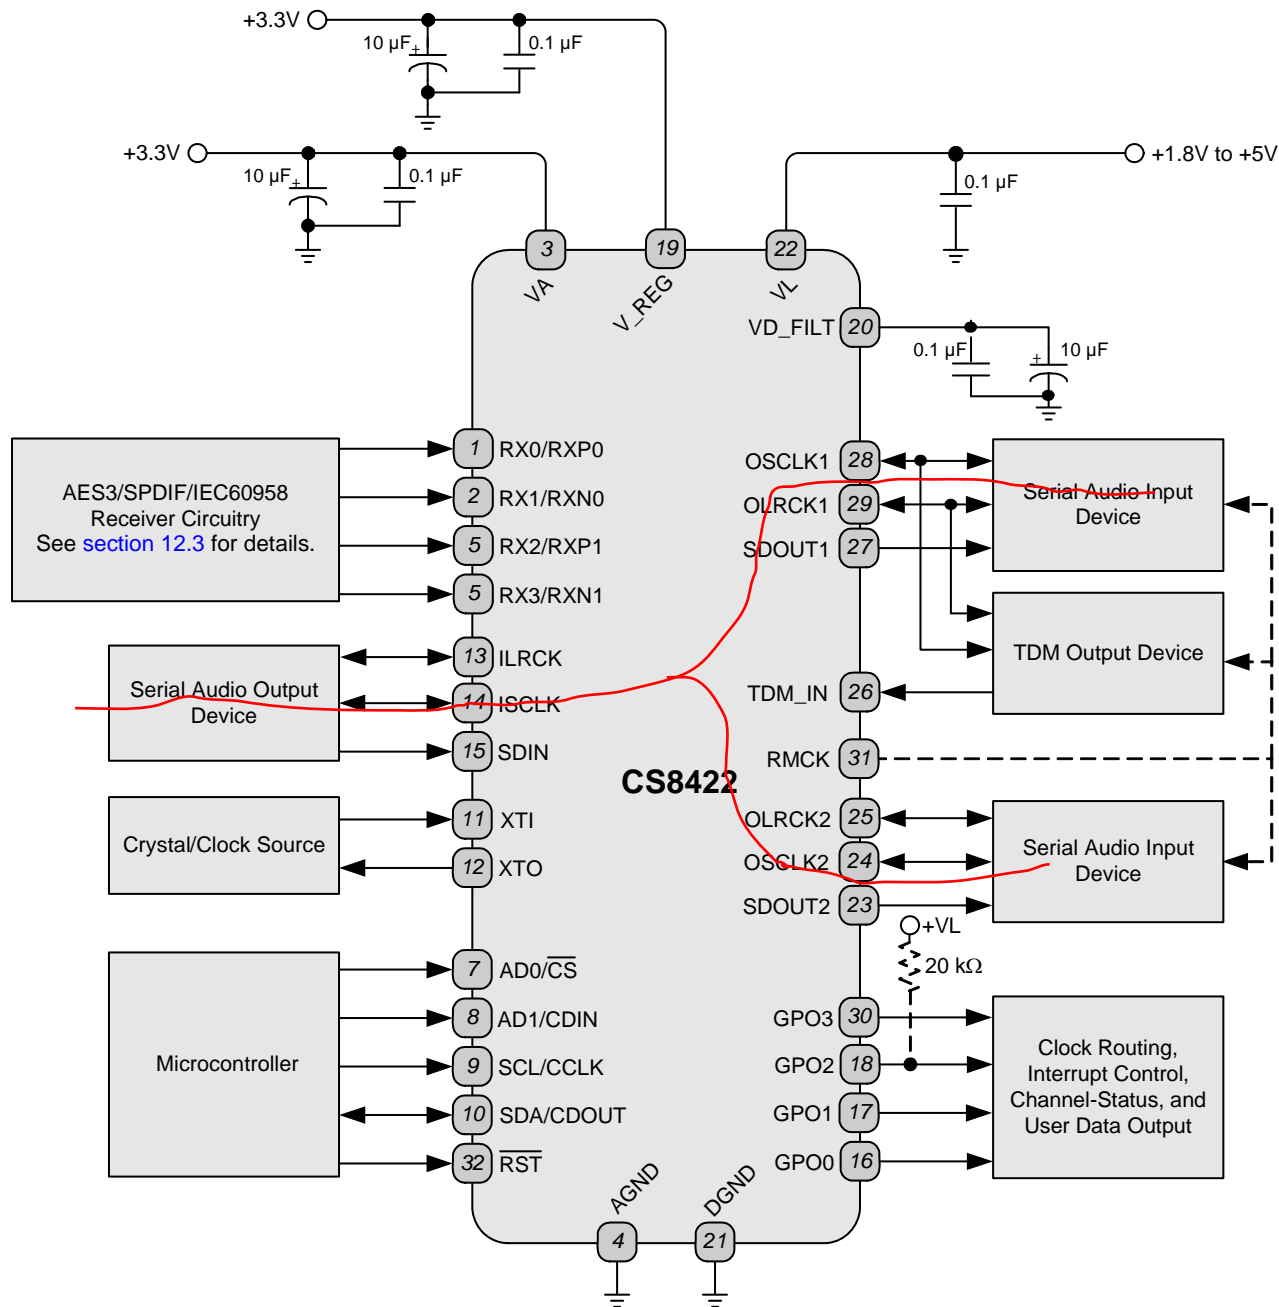 +3.3V
10 µF
+
0.1 µF
+3.3V
10 µF
+
0.1 µF
+1.8V to +5V
0.1 µF
3
19
22
VA
V_REG
VL
VD_FILT
20
0.1 µF
+
10 µF
AES3/SPDIF/IEC60958
Receiver Circuitry
See section 12.3 for details.
1
RX0/RXP0
2
RX1/RXN0
5
RX2/RXP1
5
RX3/RXN1
OSCLK1
28
OLRCK1
29
SDOUT1
27
Serial Audio Input
Device
Serial Audio Output
Device
13
ILRCK
14
ISCLK
15
SDIN
TDM Output Device
TDM_IN
26
RMCK
31
CS8422
Crystal/Clock Source
11
XTI
12
XTO
OLRCK2
25
OSCLK2
24
SDOUT2
23
Serial Audio Input
Device
+VL
20 kΩ
Microcontroller
7
AD0/CS
8
AD1/CDIN
9
SCL/CCLK
10
SDA/CDOUT
32
RST
GPO3
30
GPO2
18
GPO1
17
GPO0
16
Clock Routing,
Interrupt Control,
Channel-Status, and
User Data Output
AGND
DGND
4
21